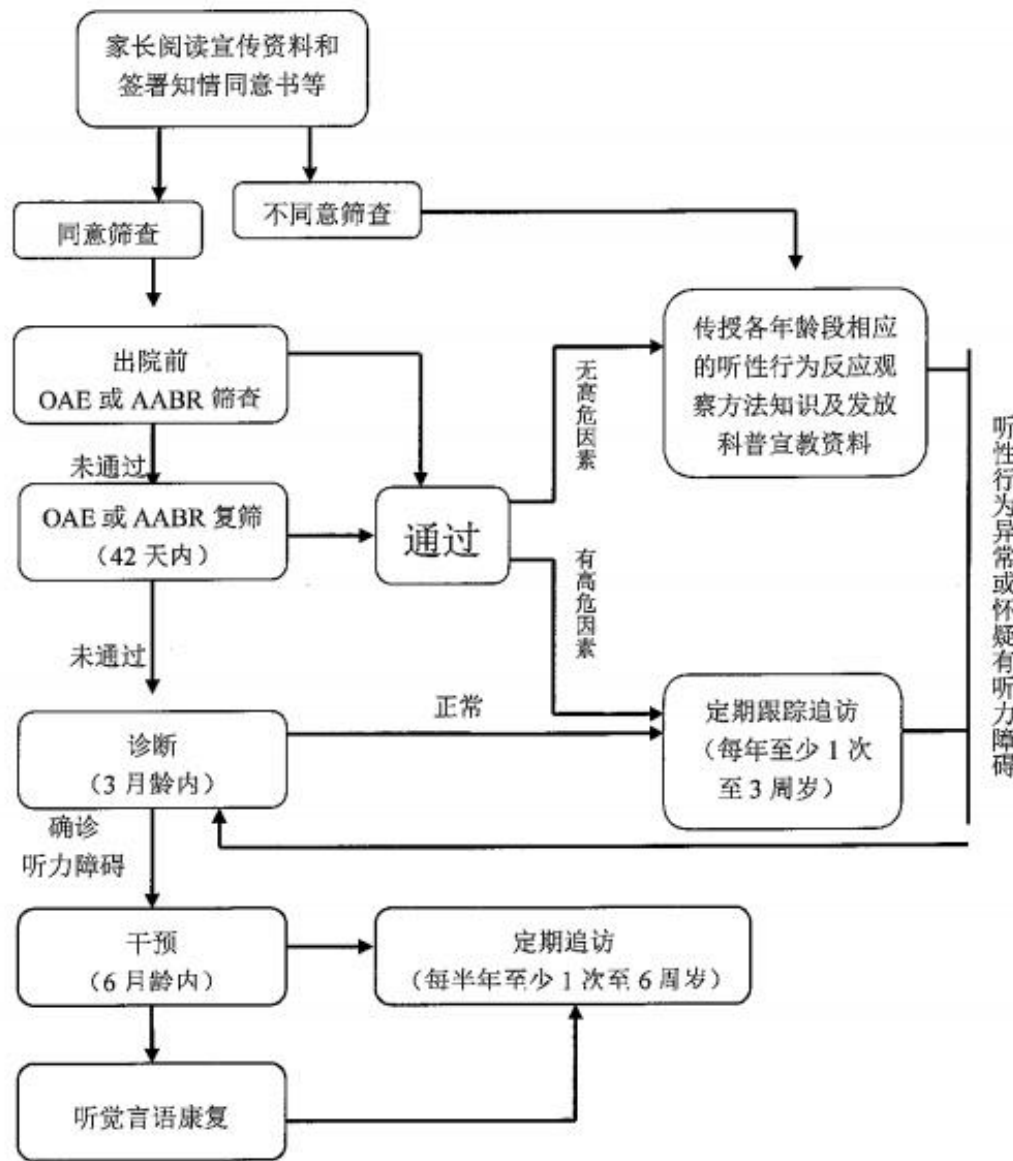 家长阅读宣传资料和
签署知情同意书等
同意筛查
不同意筛查
出院前
OAE 或 AABR 筛查
传授各年龄段相应
的听性行为反应观
察方法知识及发放
科普宣教资料
无高危因素
未通过
OAE 或 AABR 复筛
（42 天内）
通过
有高危因素
听性行为异常或怀疑有听力障碍
未通过
正常
诊断
（3 月龄内）
定期跟踪追访
（每年至少 1 次
至 3 周岁）
确诊
听力障碍
干预
（6 月龄内）
定期追访
（每半年至少 1 次至 6 周岁）
听觉言语康复